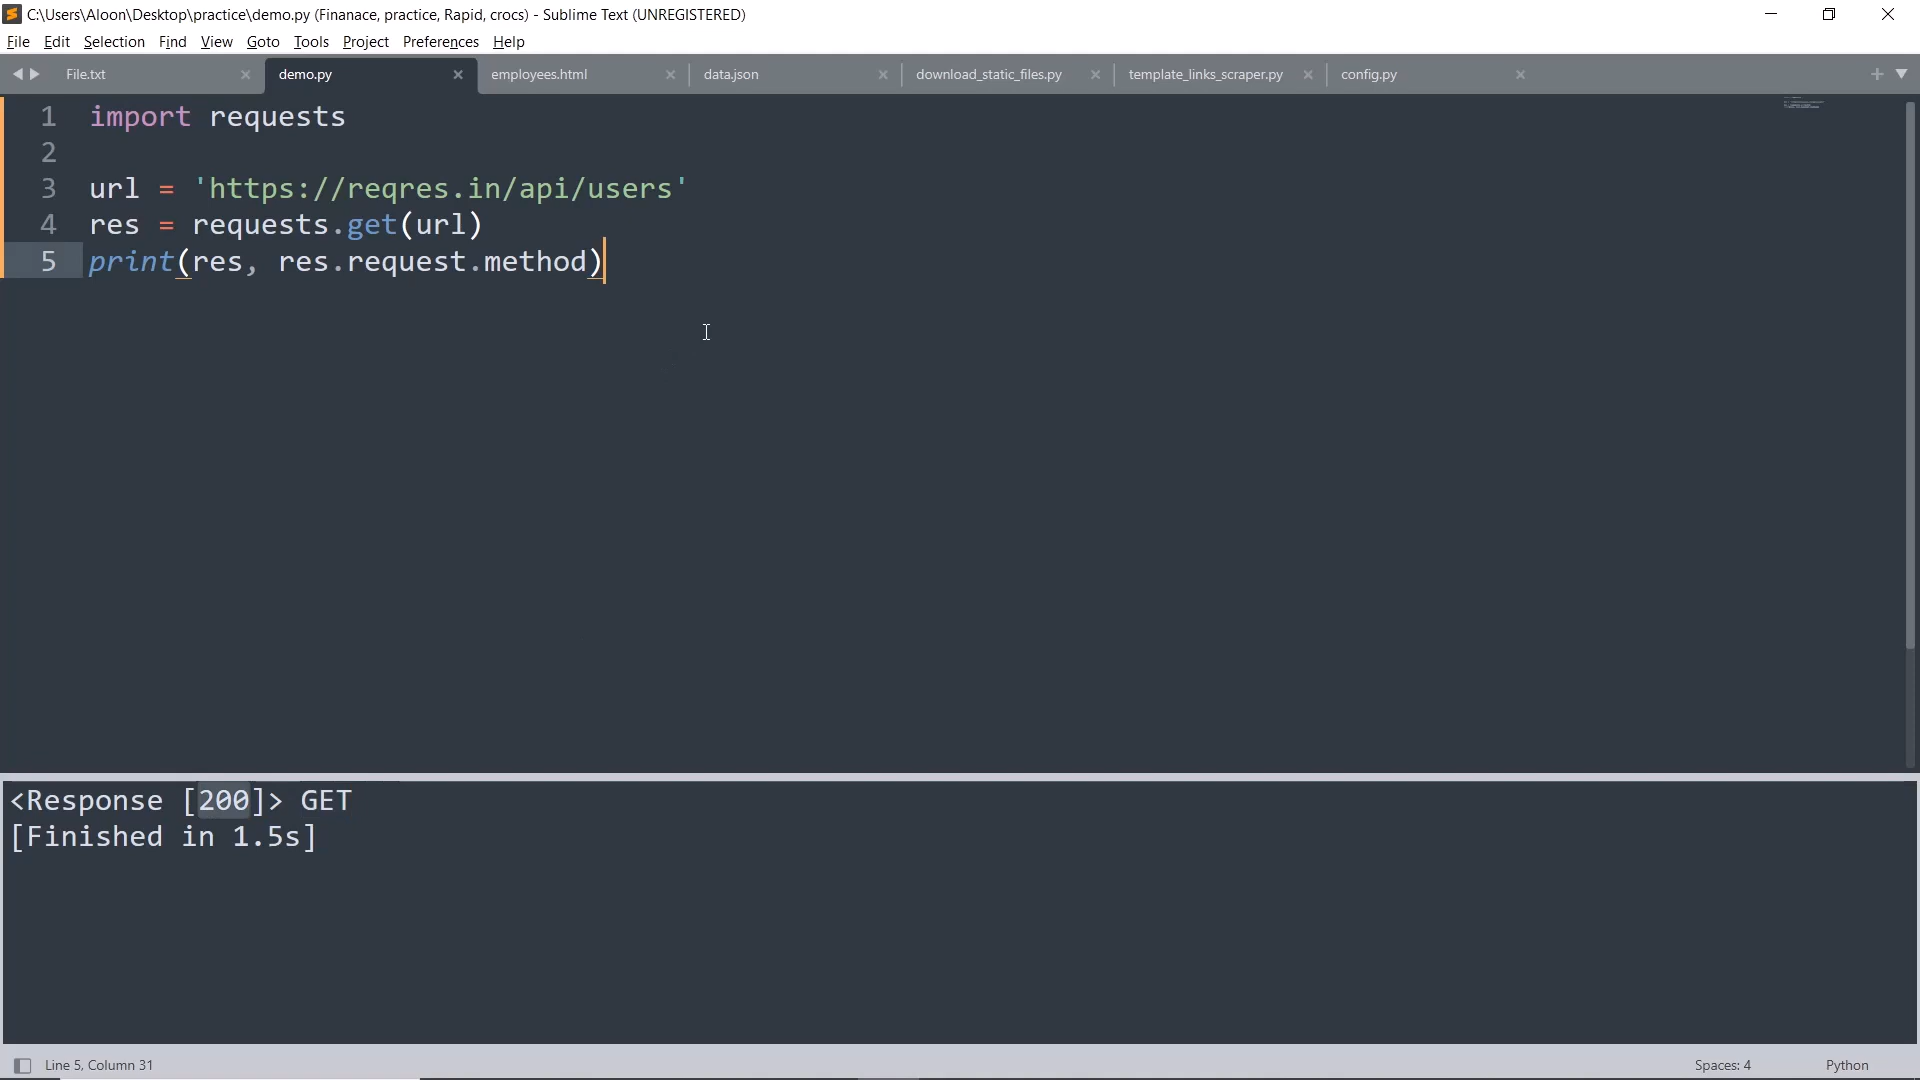 C:\Users\Aloon\Desktop\practice\demo.py (Finanace, practice, Rapid, crocs) - Sublime Text (UNREGISTERED)
File Edit Selection Find View Goto Tools Project Preferences Help
File.txt demo.py employees.html data.json download_static_files.py template_links_scraper.py config.py
1 import requests
2
3 url = 'https://reqres.in/api/users'
4 res = requests.get(url)
5 print(res, res.request.method)
<Response [200]> GET
[Finished in 1.5s]
Line 5, Column 31 Spaces: 4 Python